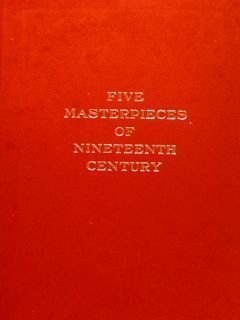 FIVE
MASTERPIECES
OF
NINETEENTH
CENTURY